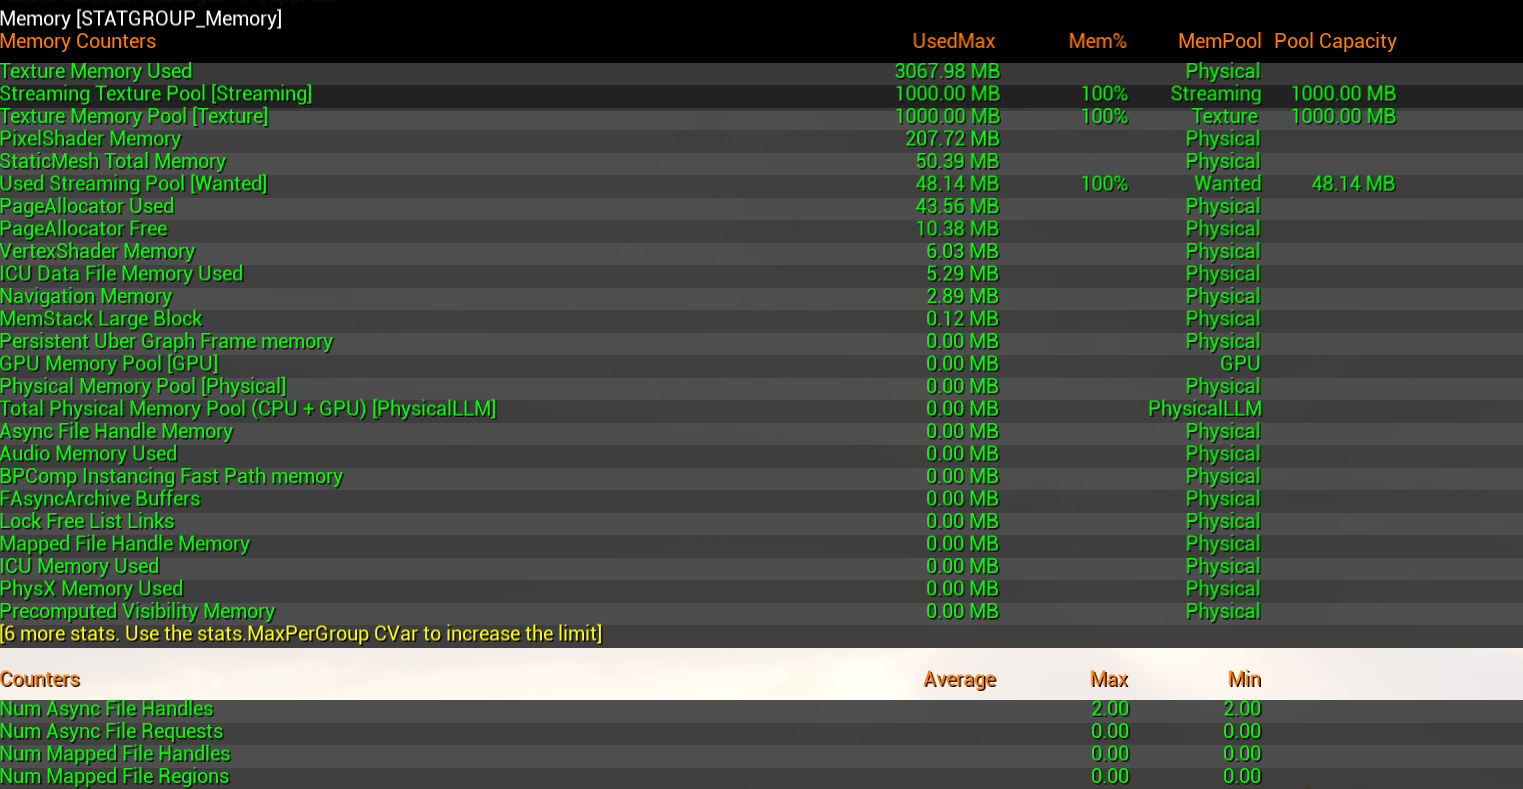 Memory [STATGROUP_Memory]
Memory Counters UsedMax Mem% MemPool Pool Capacity
Texture Memory Used 3067.98 MB Physical
Streaming Texture Pool [Streaming] 1000.00 MB 100% Streaming 1000.00 MB
Texture Memory Pool [Texture] 1000.00 MB 100% Texture 1000.00 MB
PixelShader Memory 207.72 MB Physical
StaticMesh Total Memory 50.39 MB Physical
Used Streaming Pool [Wanted] 48.14 MB 100% Wanted 48.14 MB
PageAllocator Used 43.56 MB Physical
PageAllocator Free 10.38 MB Physical
VertexShader Memory 6.03 MB Physical
ICU Data File Memory Used 5.29 MB Physical
Navigation Memory 2.89 MB Physical
MemStack Large Block 0.12 MB Physical
Persistent Uber Graph Frame memory 0.00 MB Physical
GPU Memory Pool [GPU] 0.00 MB GPU
Physical Memory Pool [Physical] 0.00 MB Physical
Total Physical Memory Pool (CPU + GPU) [PhysicalLLM] 0.00 MB PhysicalLLM
Async File Handle Memory 0.00 MB Physical
Audio Memory Used 0.00 MB Physical
BPComp Instancing Fast Path memory 0.00 MB Physical
FAsyncArchive Buffers 0.00 MB Physical
Lock Free List Links 0.00 MB Physical
Mapped File Handle Memory 0.00 MB Physical
ICU Memory Used 0.00 MB Physical
PhysX Memory Used 0.00 MB Physical
Precomputed Visibility Memory 0.00 MB Physical
[6 more stats. Use the stats.MaxPerGroup CVar to increase the limit]
Counters Average Max Min
Num Async File Handles 2.00 2.00
Num Async File Requests 0.00 0.00
Num Mapped File Handles 0.00 0.00
Num Mapped File Regions 0.00 0.00